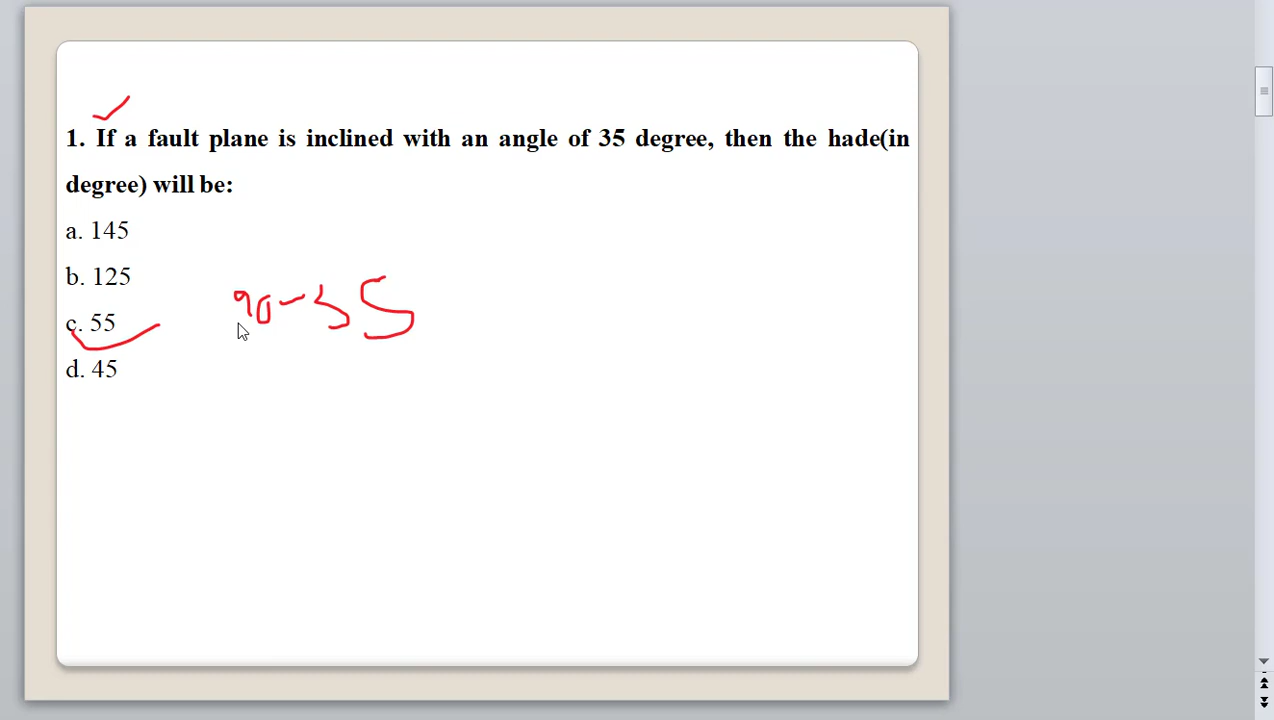 1. If a fault plane is inclined with an angle of 35 degree, then the hade(in
degree) will be:
a. 145
b. 125
c. 55
90-35
d. 45